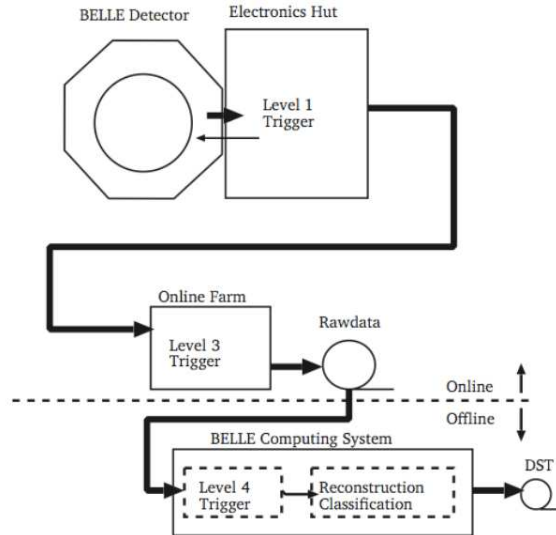 BELLE Detector
Electronics Hut
Level 1
Trigger
Online Farm
Level 3
Trigger
Rawdata
Online
Offline
BELLE Computing System
Level 4
Trigger
Reconstruction
Classification
DST